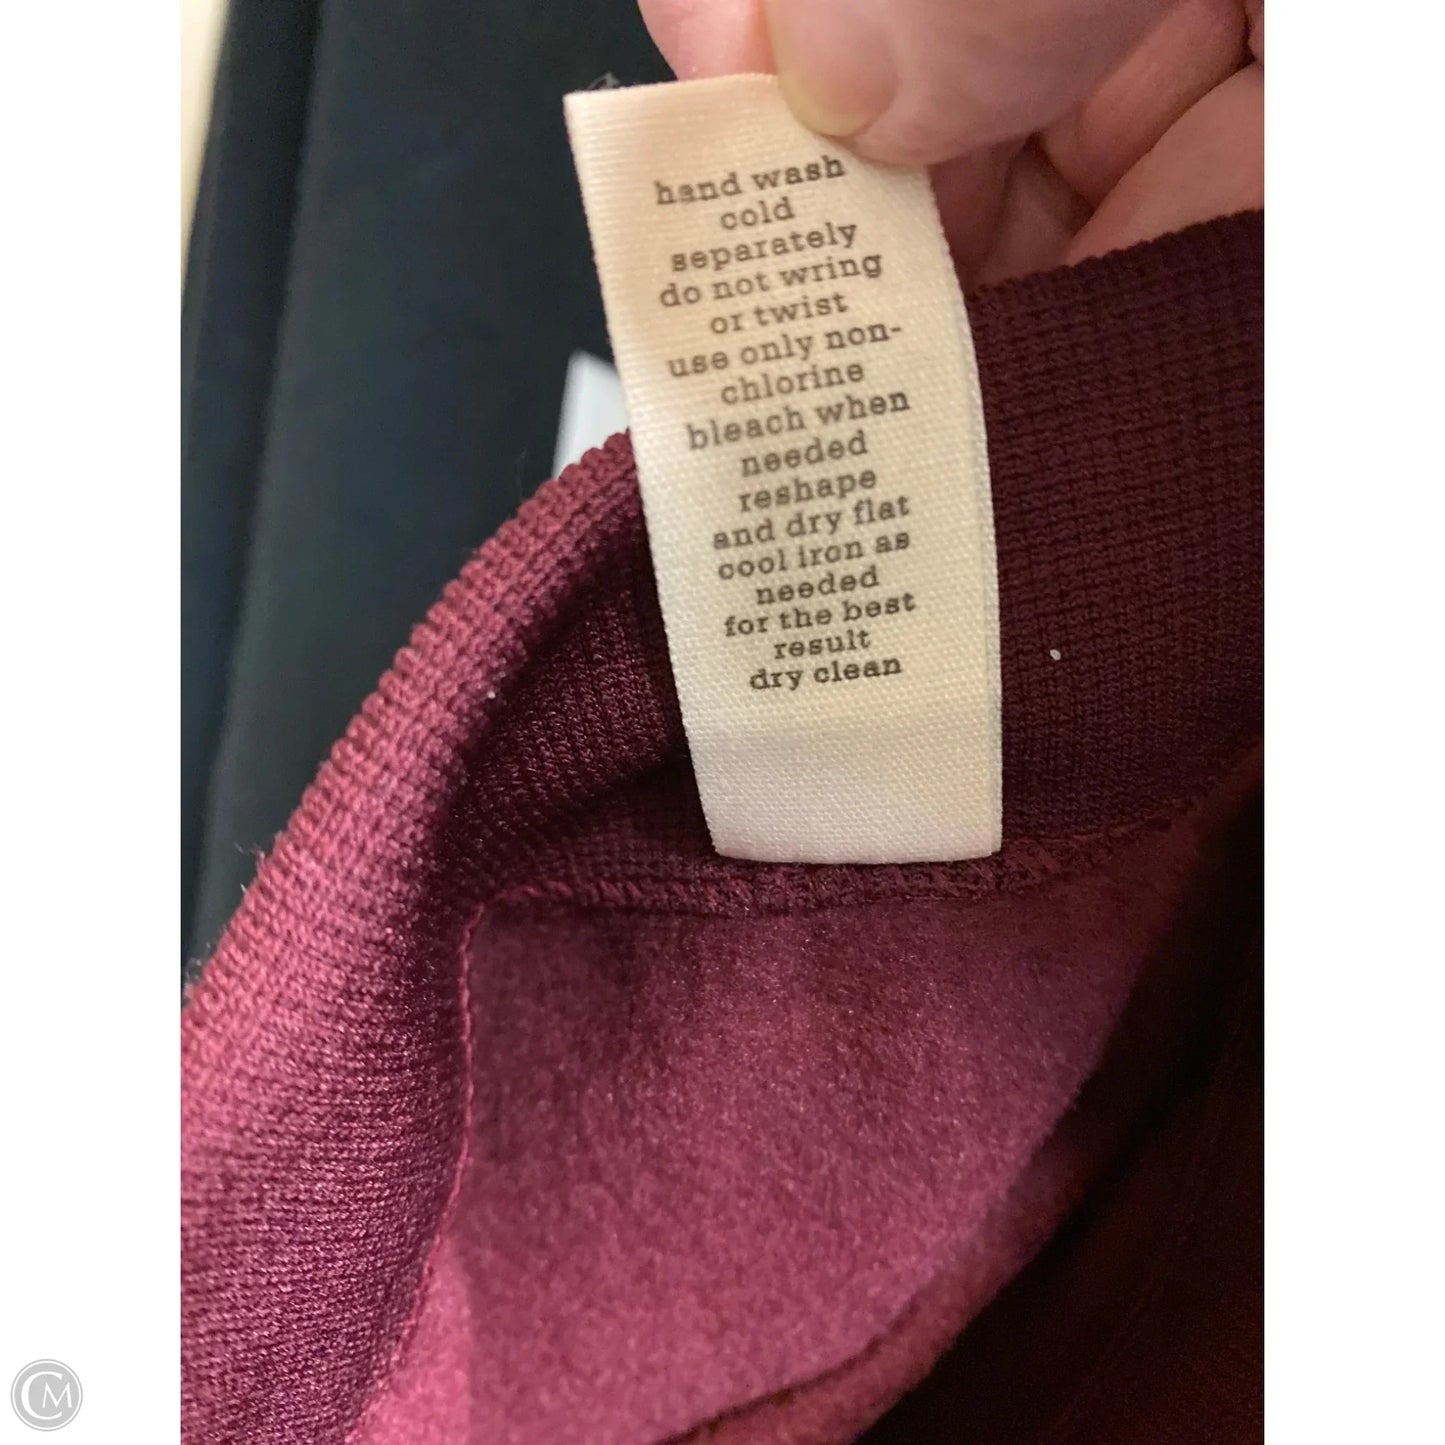 hand wash
cold
separately
do not wring
or twist
use only non-
chlorine
bleach when
needed
reshape
and dry flat
cool iron as
needed
for the best
result
dry clean
CM